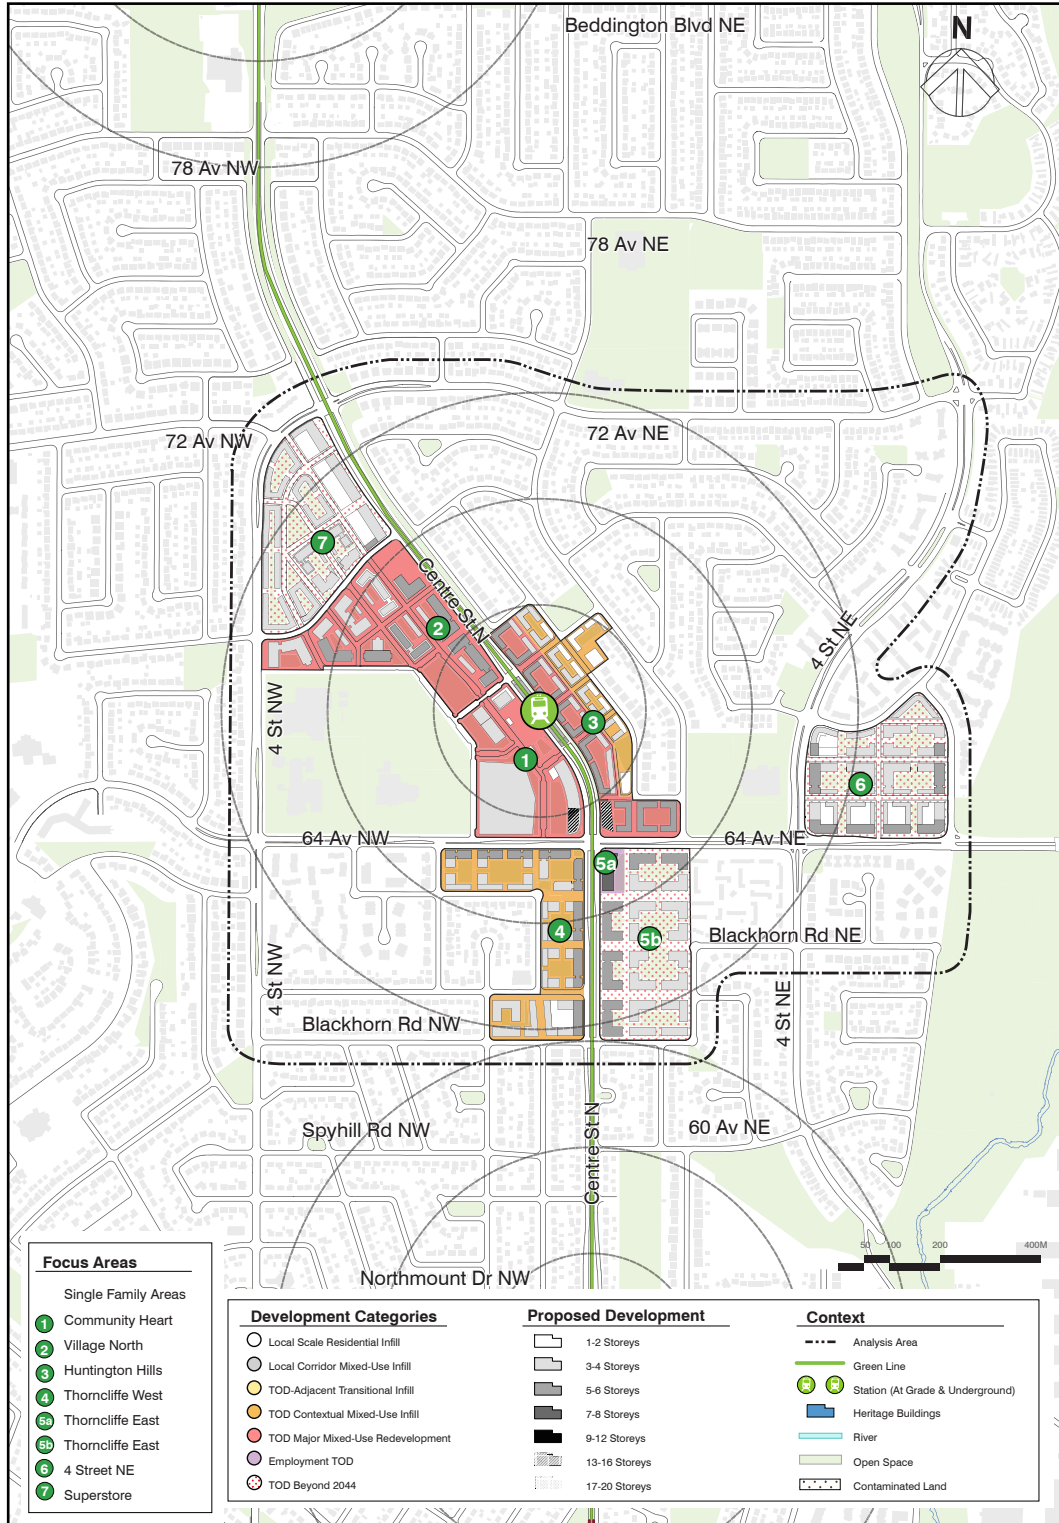 Beddington Blvd NE
N
78 Av NW
78 Av NE
72 Av NW
72 Av NE
7
Centre St N
2
4 St NE
4 St NW
3
1
6
64 Av NW
64 Av NE
5a
4
5b
Blackhorn Rd NE
4 St NW
4 St NE
Blackhorn Rd NW
Spyhill Rd NW
60 Av NE
Centre St N
50 100 200 400M
Northmount Dr NW
Focus Areas
Single Family Areas
1 Community Heart
2 Village North
3 Huntington Hills
4 Thorncliffe West
5a Thorncliffe East
5b Thorncliffe East
6 4 Street NE
7 Superstore
Development Categories
Local Scale Residential Infill
Local Corridor Mixed-Use Infill
TOD-Adjacent Transitional Infill
TOD Contextual Mixed-Use Infill
TOD Major Mixed-Use Redevelopment
Employment TOD
TOD Beyond 2044
Proposed Development
1-2 Storeys
3-4 Storeys
5-6 Storeys
7-8 Storeys
9-12 Storeys
13-16 Storeys
17-20 Storeys
Context
Analysis Area
Green Line
Station (At Grade & Underground)
Heritage Buildings
River
Open Space
Contaminated Land